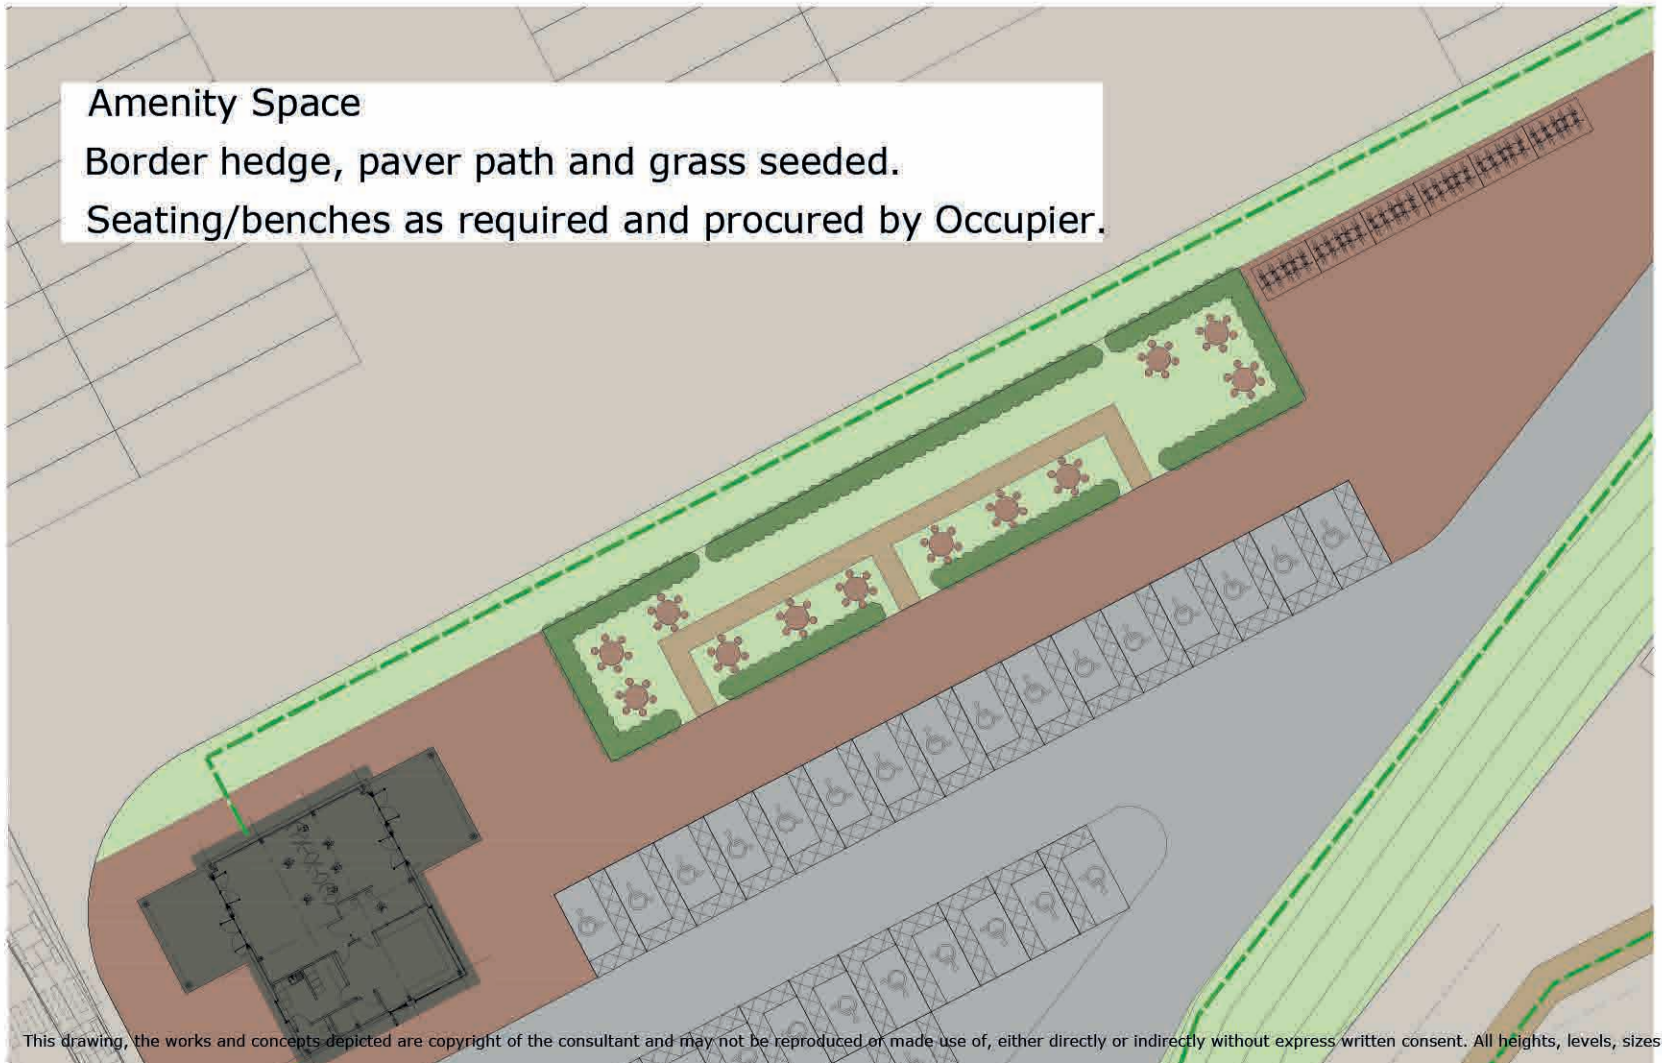 Amenity Space
Border hedge, paver path and grass seeded.
Seating/benches as required and procured by Occupier.
This drawing, the works and concepts depicted are copyright of the consultant and may not be reproduced or made use of, either directly or indirectly without express written consent. All heights, levels, sizes